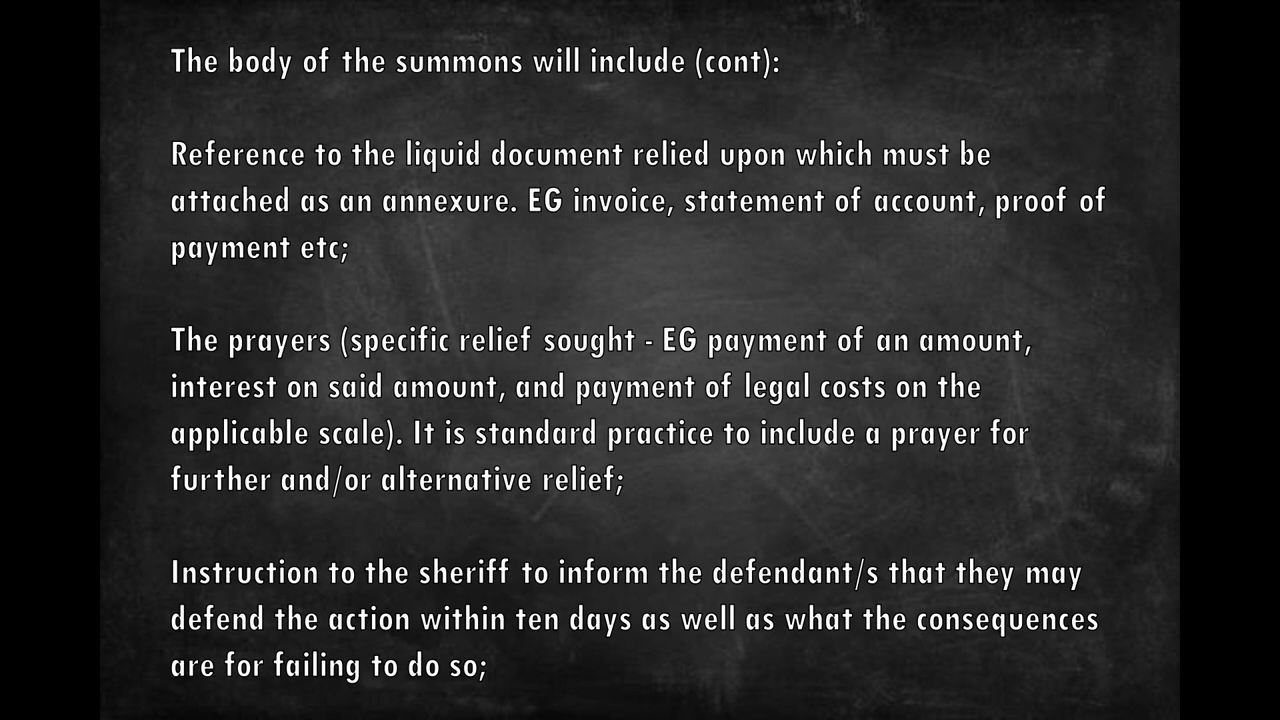 The body of the summons will include (cont):
Reference to the liquid document relied upon which must be
attached as an annexure. EG invoice, statement of account, proof of
payment etc;
The prayers (specific relief sought - EG payment of an amount,
interest on said amount, and payment of legal costs on the
applicable scale). It is standard practice to include a prayer for
further and/or alternative relief;
Instruction to the sheriff to inform the defendant/s that they may
defend the action within ten days as well as what the consequences
are for failing to do so;